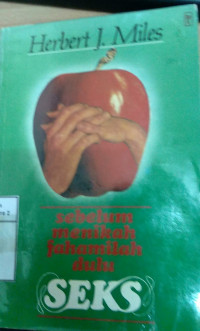 Herbert J. Miles
sebelum
menikah
fahamilah
dulu
SEKS